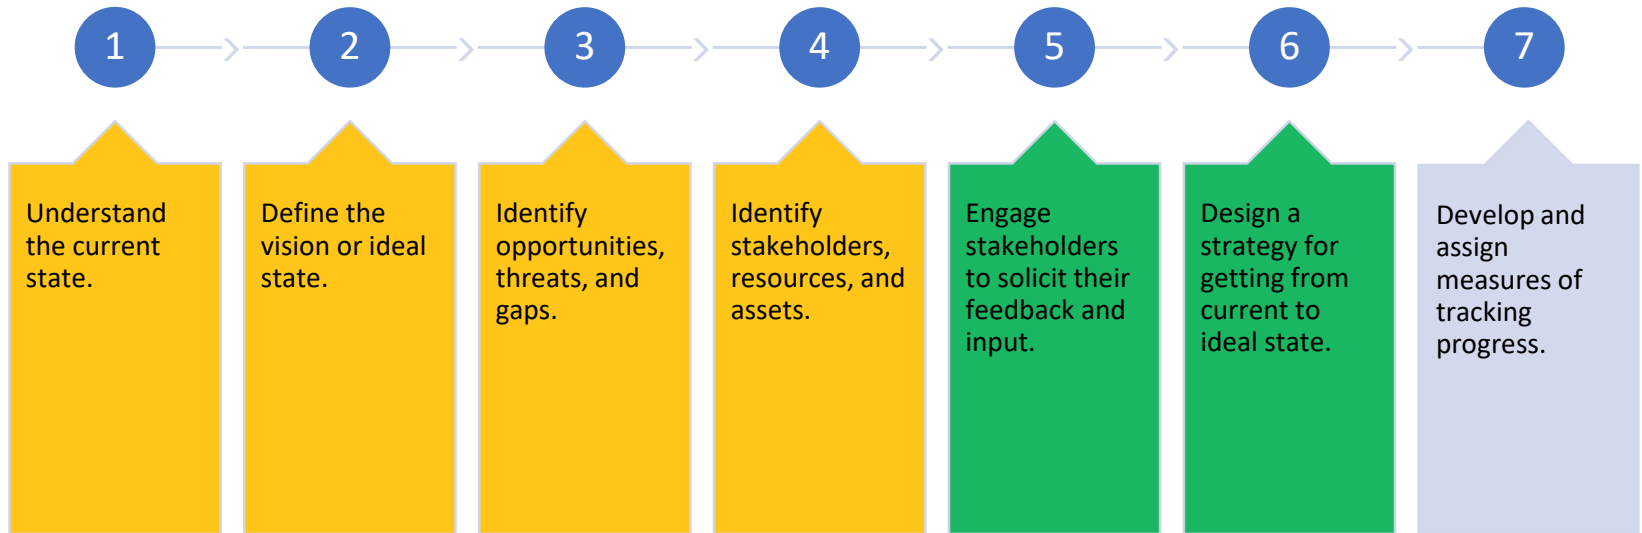 1
2
3
4
5
6
7
Understand
the current
state.
Define the
vision or ideal
state.
Identify
opportunities,
threats, and
gaps.
Identify
stakeholders,
resources, and
assets.
Engage
stakeholders
to solicit their
feedback and
input.
Design a
strategy for
getting from
current to
ideal state.
Develop and
assign
measures of
tracking
progress.